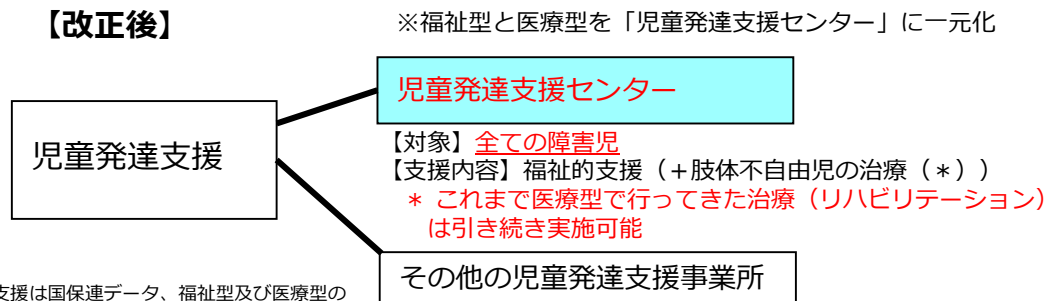 【改正後】
※福祉型と医療型を「児童発達支援センター」に一元化
児童発達支援センター
児童発達支援
【対象】全ての障害児
【支援内容】福祉的支援（+肢体不自由児の治療（*））
* これまで医療型で行ってきた治療（リハビリテーション）
は引き続き実施可能
その他の児童発達支援事業所
支援は国保連データ、福祉型及び医療型の